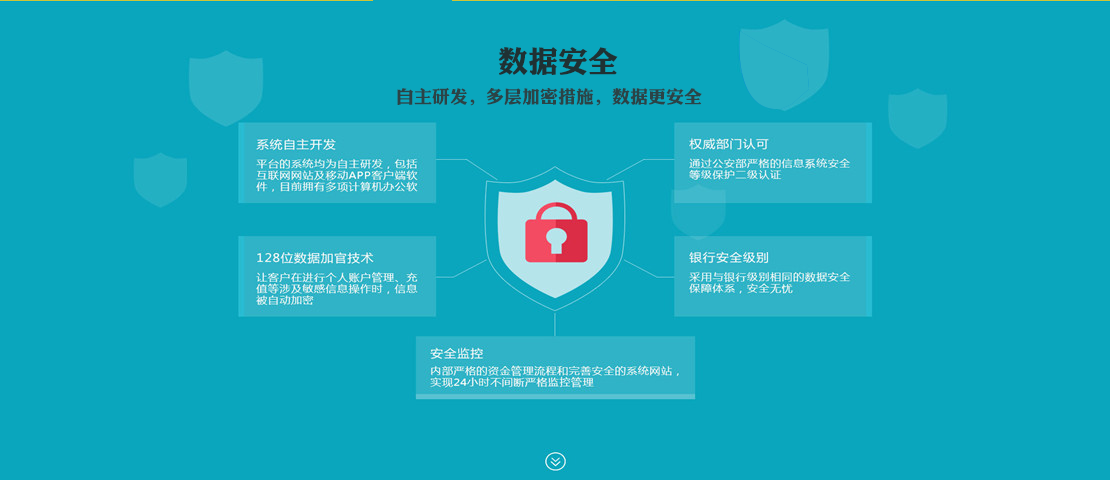 数据安全
自主研发，多层加密措施，数据更安全
系统自主开发
平台的系统均为自主研发，包括
互联网网站及移动APP客户端软
件，目前拥有多项计算机办公软
权威部门认可
通过公安部严格的信息系统安全
等级保护二级认证
128位数据加官技术
让客户在进行个人账户管理、充
值等涉及敏感信息操作时，信息
被自动加密
银行安全级别
采用与银行级别相同的数据安全
保障体系，安全无忧
安全监控
内部严格的资金管理流程和完善安全的系统网站，
实现24小时不间断严格监控管理